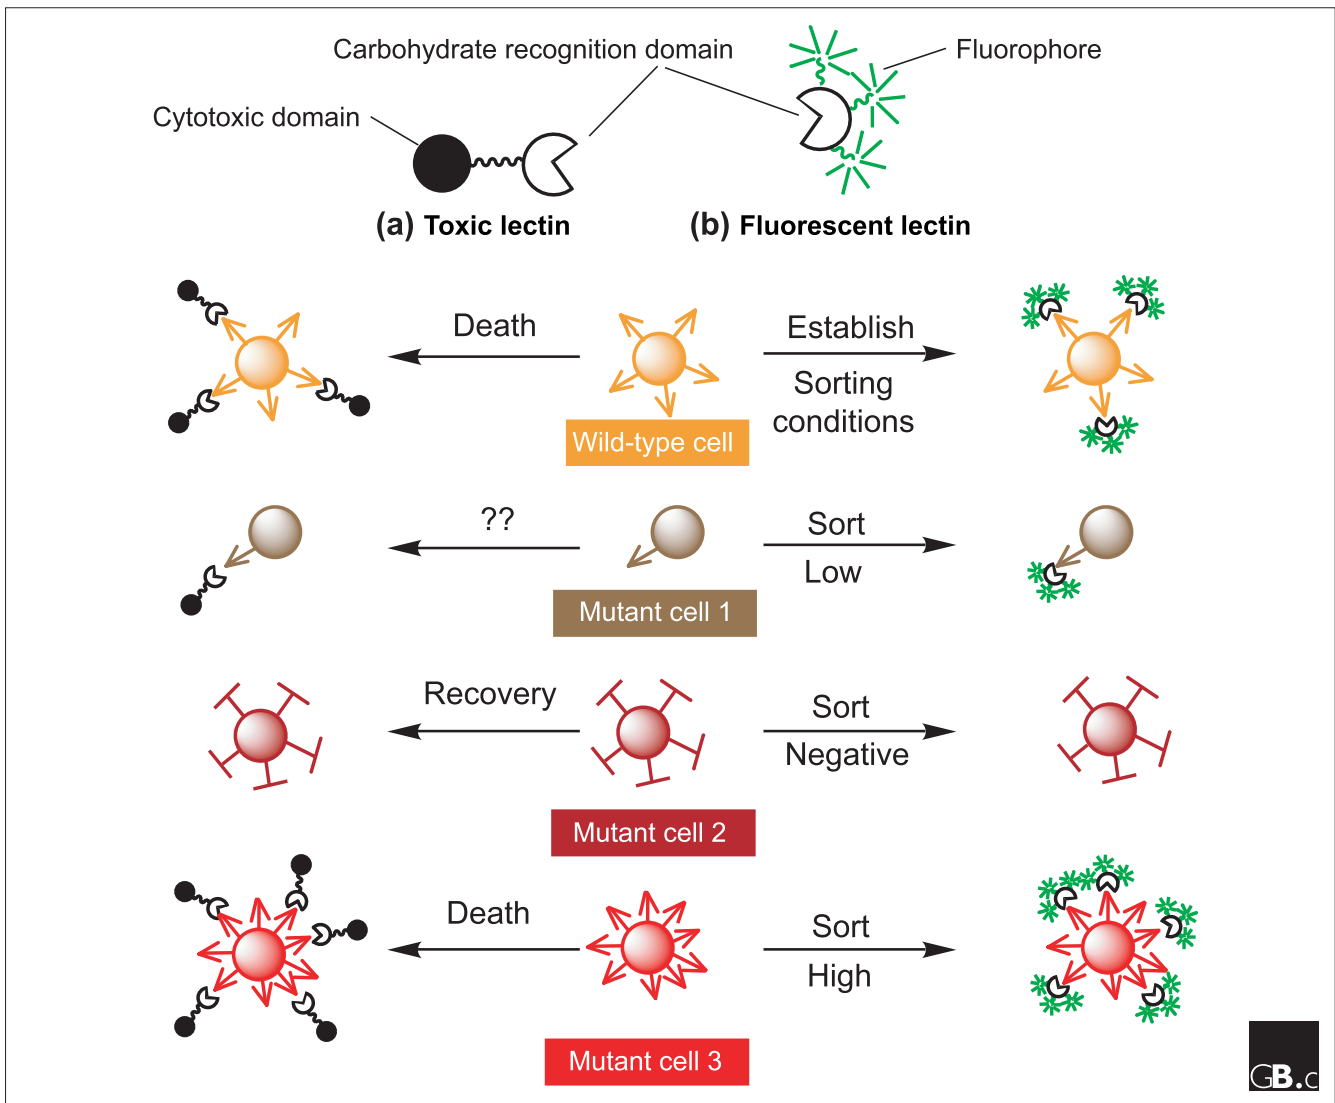 Carbohydrate recognition domain
Fluorophore
Cytotoxic domain
(a) Toxic lectin
(b) Fluorescent lectin
Death
Establish
Sorting
conditions
Wild-type cell
??
Sort
Low
Mutant cell 1
Recovery
Sort
Negative
Mutant cell 2
Death
Sort
High
Mutant cell 3
GB.c